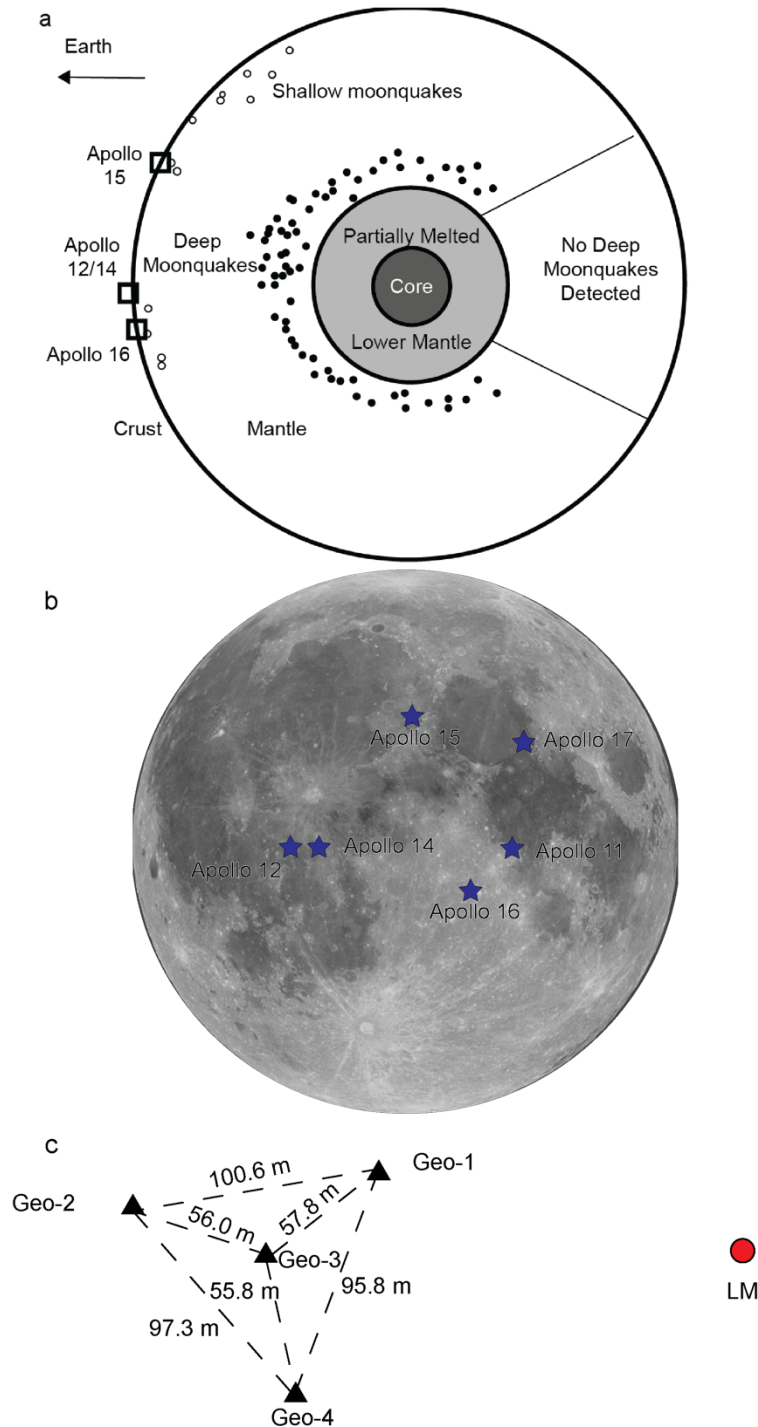 a
Earth
Shallow moonquakes
Apollo
15
Apollo
12/14
Deep
Moonquakes
Partially Melted
No Deep
Moonquakes
Detected
Core
Apollo 16
Lower Mantle
Crust
Mantle
b
Apollo 15
Apollo 17
Apollo 14
Apollo 11
Apollo 12
Apollo 16
c
100.6 m
Geo-1
Geo-2
56.0 m
57.8 m
Geo-3
55.8 m
95.8 m
LM
97.3 m
Geo-4